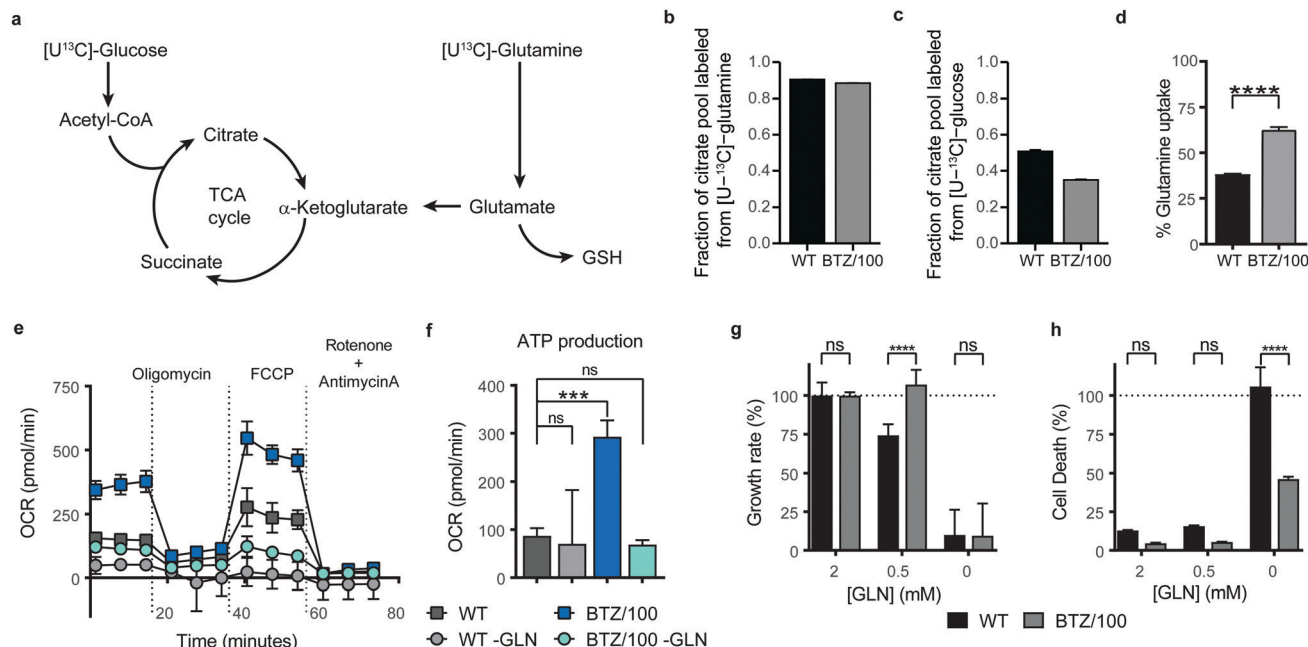 a
[U¹³C]-Glucose
[U¹³C]-Glutamine
Acetyl-CoA
Citrate
TCA
cycle
α-Ketoglutarate
Glutamate
Succinate
GSH
b
Fraction of citrate pool labeled
from [U−¹³C]−glutamine
1.0
0.8
0.6
0.4
0.2
0.0
WT BTZ/100
c
Fraction of citrate pool labeled
from [U−¹³C]−glucose
1.0
0.8
0.6
0.4
0.2
0.0
WT BTZ/100
d
% Glutamine uptake
100
75
50
25
0
****
WT BTZ/100
e
OCR (pmol/min)
750
500
250
0
Oligomycin
FCCP
Rotenone
+
AntimycinA
20 40 60 80
Time (minutes)
f
ATP production
OCR (pmol/min)
400
300
200
100
0
ns
***
ns
WT
BTZ/100
WT -GLN
BTZ/100 -GLN
g
Growth rate (%)
100
75
50
25
0
ns
****
ns
2 0.5 0
[GLN] (mM)
h
Cell Death (%)
100
75
50
25
0
ns
ns
****
2 0.5 0
[GLN] (mM)
WT
BTZ/100